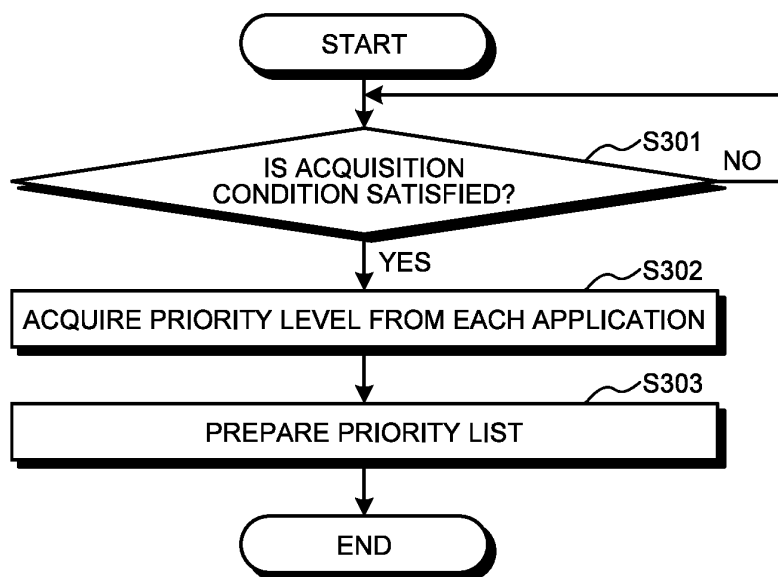 START
S301
IS ACQUISITION
CONDITION SATISFIED?
NO
YES
S302
ACQUIRE PRIORITY LEVEL FROM EACH APPLICATION
S303
PREPARE PRIORITY LIST
END